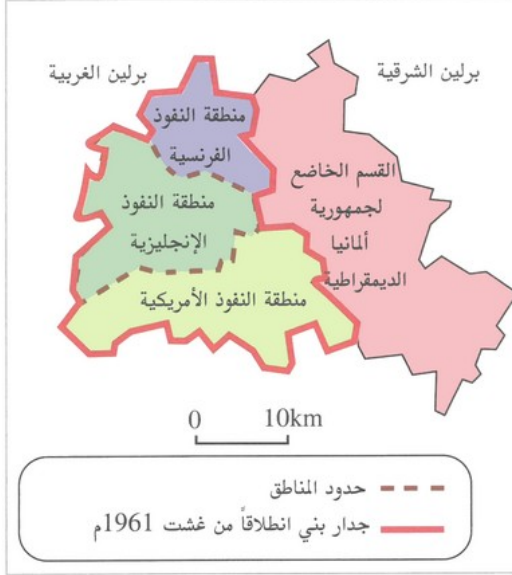 برلين الشرقية
برلين الغربية
منطقة النفوذ
الفرنسية
القسم الخاضع
لجمهورية
ألمانيا
الديمقراطية
منطقة النفوذ
الإنجليزية
منطقة النفوذ الأمريكية
0 10km
حدود المناطق
جدار بني انطلاقاً من غشت 1961م